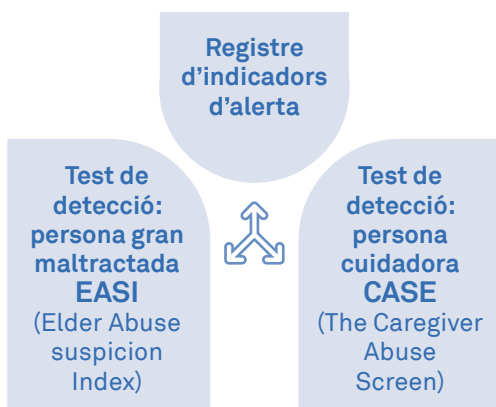 Registre
d’indicadors
d’alerta
Test de
detecció:
persona gran
maltractada
EASI
(Elder Abuse
suspicion
Index)
Test de
detecció:
persona
cuidadora
CASE
(The Caregiver
Abuse
Screen)